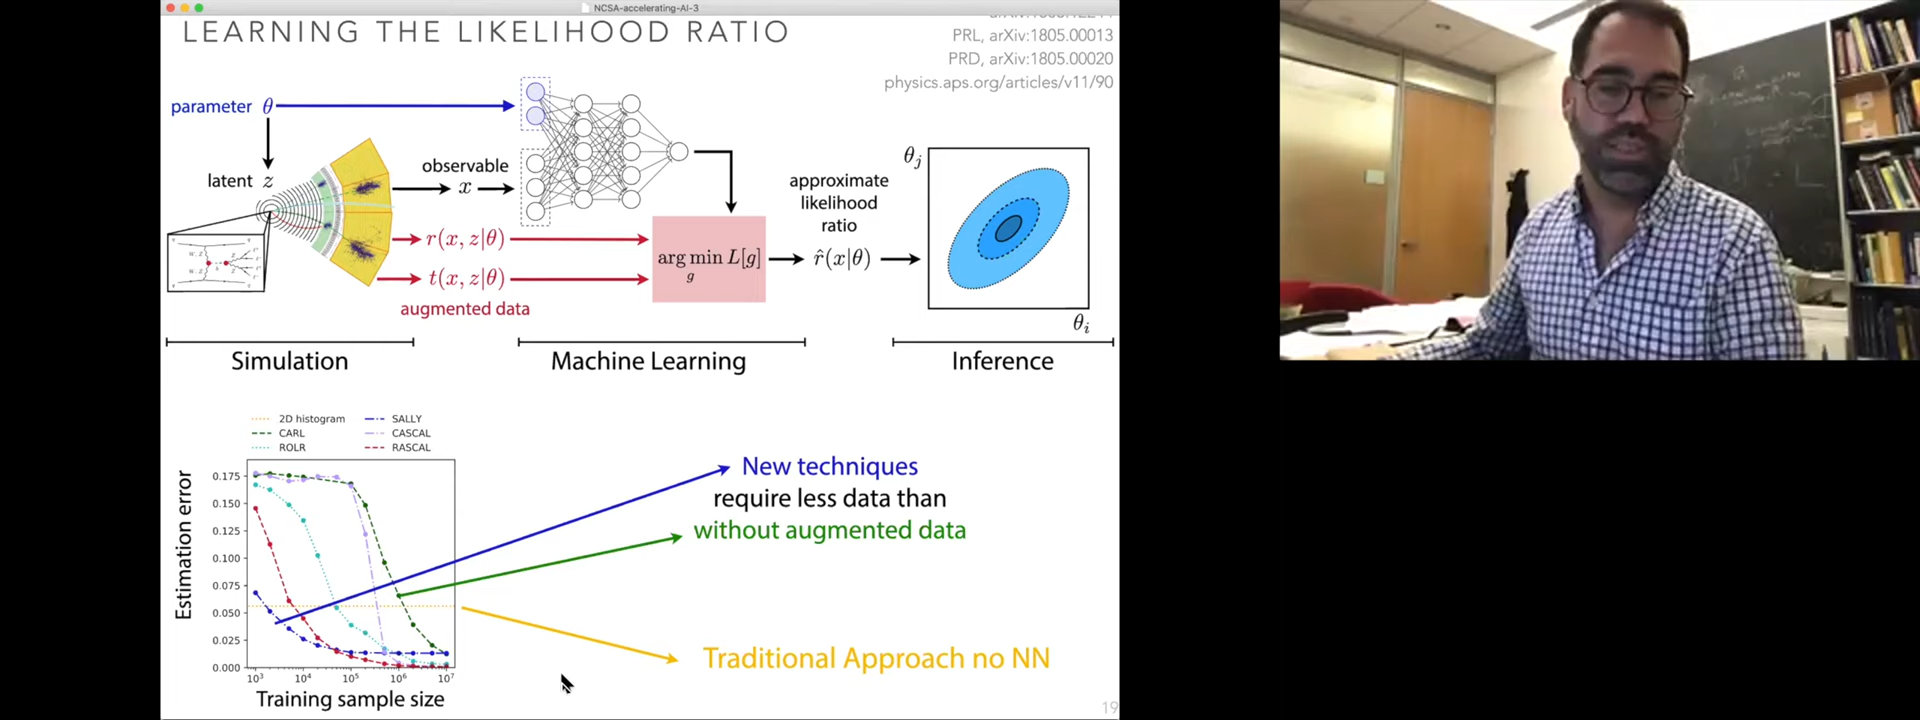 NCSA-accelerating-AI-3
LEARNING THE LIKELIHOOD RATIO
PRL, arXiv:1805.00013
PRD, arXiv:1805.00020
physics.aps.org/articles/v11/90
parameter θ
latent z
observable
x
r(x, z|θ)
t(x, z|θ)
augmented data
arg min L[g]
g
approximate
likelihood
ratio
r̂(x|θ)
θj
θi
Simulation
Machine Learning
Inference
2D histogram
CARL
ROLR
SALLY
CASCAL
RASCAL
Estimation error
0.175
0.150
0.125
0.100
0.075
0.050
0.025
0.000
10³ 10⁴ 10⁵ 10⁶ 10⁷
Training sample size
New techniques
require less data than
without augmented data
Traditional Approach no NN
19